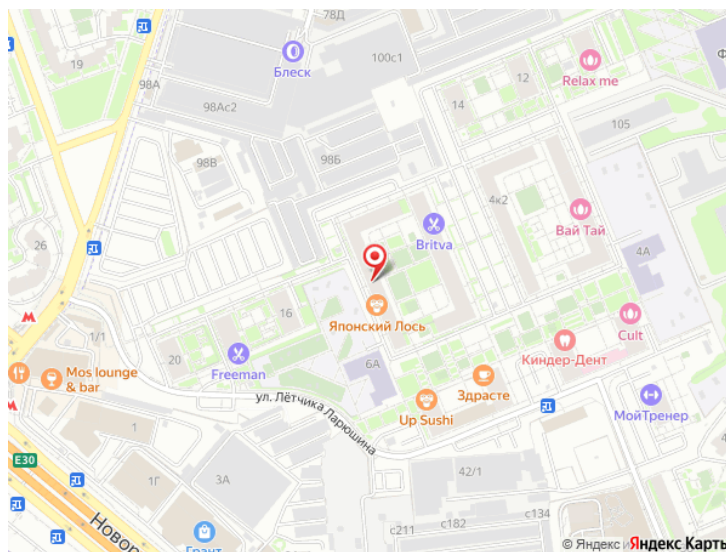 78Д
19
98А
Блеск
100с1
12
Relax me
98Ас2
14
105
98Б
98В
4к2
Britva
Вай Тай
26
4А
16
Японский Лось
Cult
1/1
20
Freeman
6А
Киндер-Дент
Mos lounge
& bar
Здрасте
ул. Лётчика Ларюшина
Up Sushi
МойТренер
1
42/1
E30
1Г
3А
с134
с182
с211
Новор
Грант
© Яндекс
Яндекс Карты